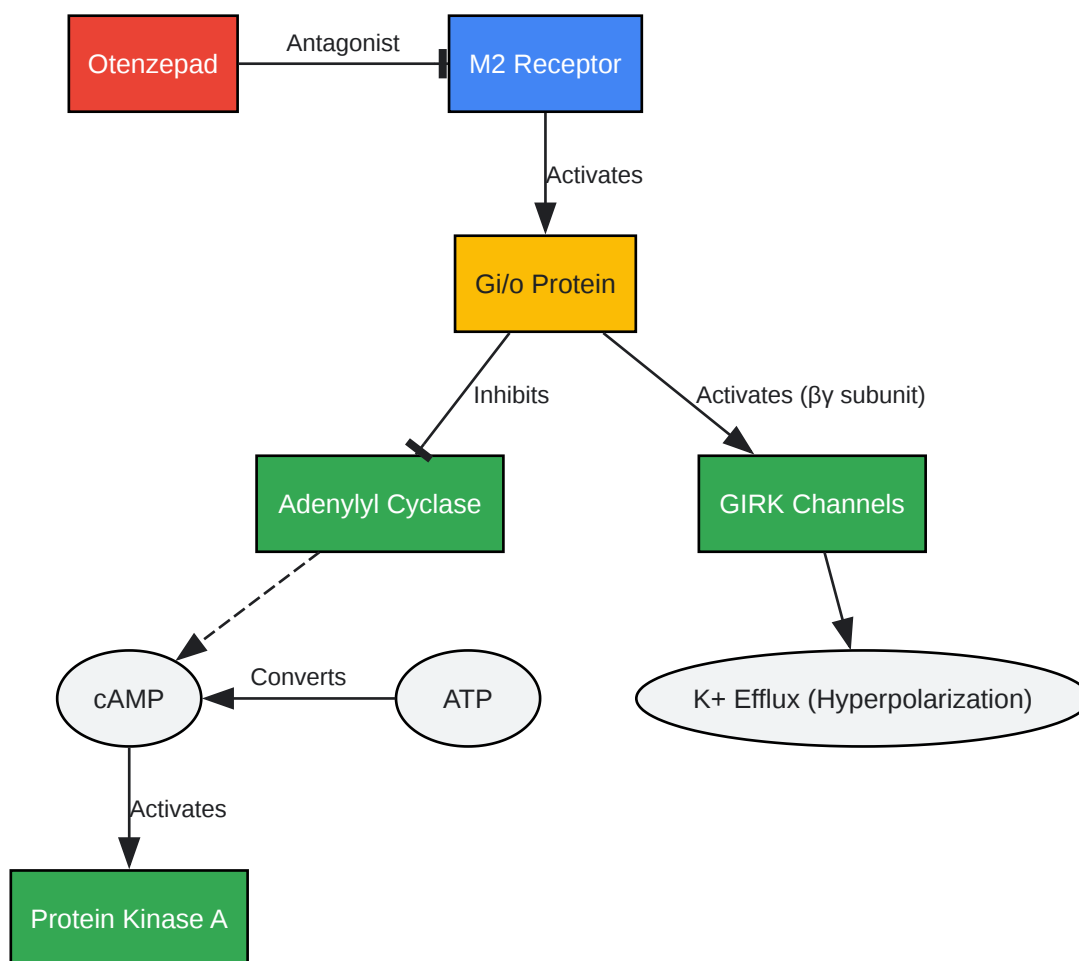 Otenzepad
Antagonist
M2 Receptor
Activates
Gi/o Protein
Inhibits
Activates (βγ subunit)
Adenylyl Cyclase
GIRK Channels
cAMP
Converts
ATP
K+ Efflux (Hyperpolarization)
Activates
Protein Kinase A